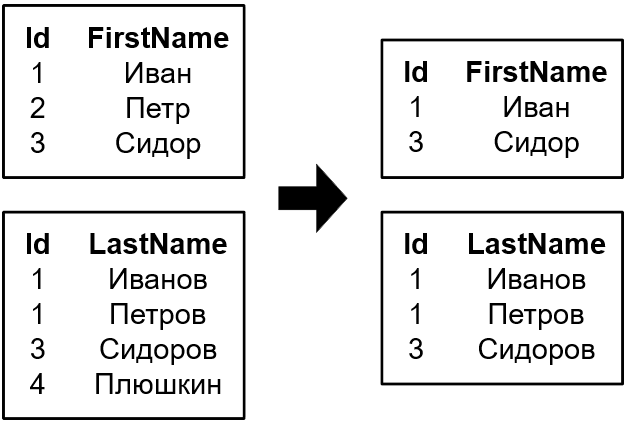 Id FirstName
1 Иван
2 Петр
3 Сидор
Id LastName
1 Иванов
1 Петров
3 Сидоров
4 Плюшкин
Id FirstName
1 Иван
3 Сидор
Id LastName
1 Иванов
1 Петров
3 Сидоров